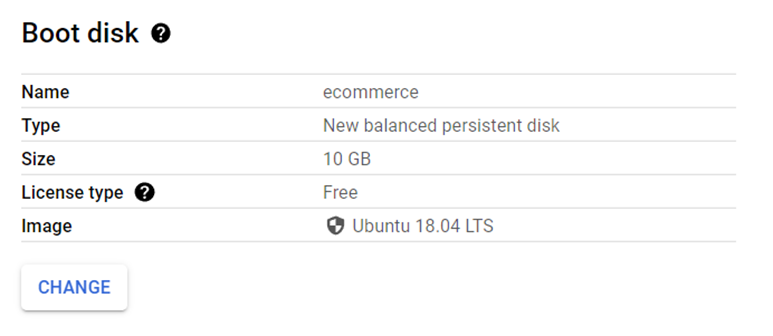 Boot disk
Name ecommerce
Type New balanced persistent disk
Size 10 GB
License type Free
Image Ubuntu 18.04 LTS
CHANGE